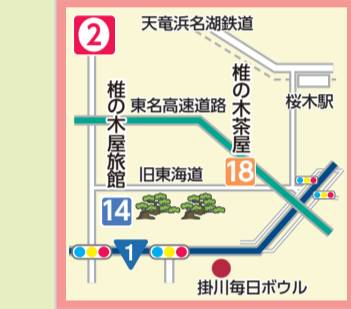 2
天竜浜名湖鉄道
桜木駅
椎の木茶屋
東名高速道路
椎の木屋旅館
旧東海道
18
14
1
掛川毎日ボウル